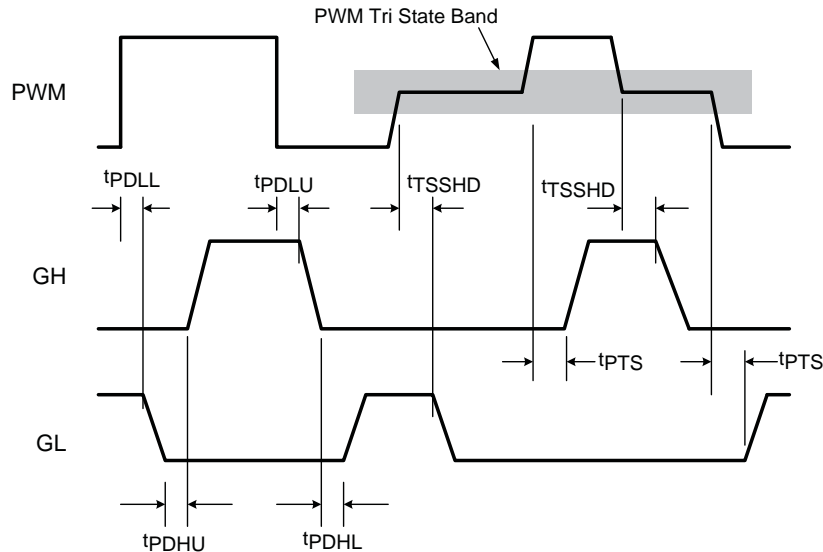 PWM Tri State Band
PWM
tPDLL
tPDLU
tTSSHD
tTSSHD
GH
tPTS
tPTS
GL
tPDHU
tPDHL